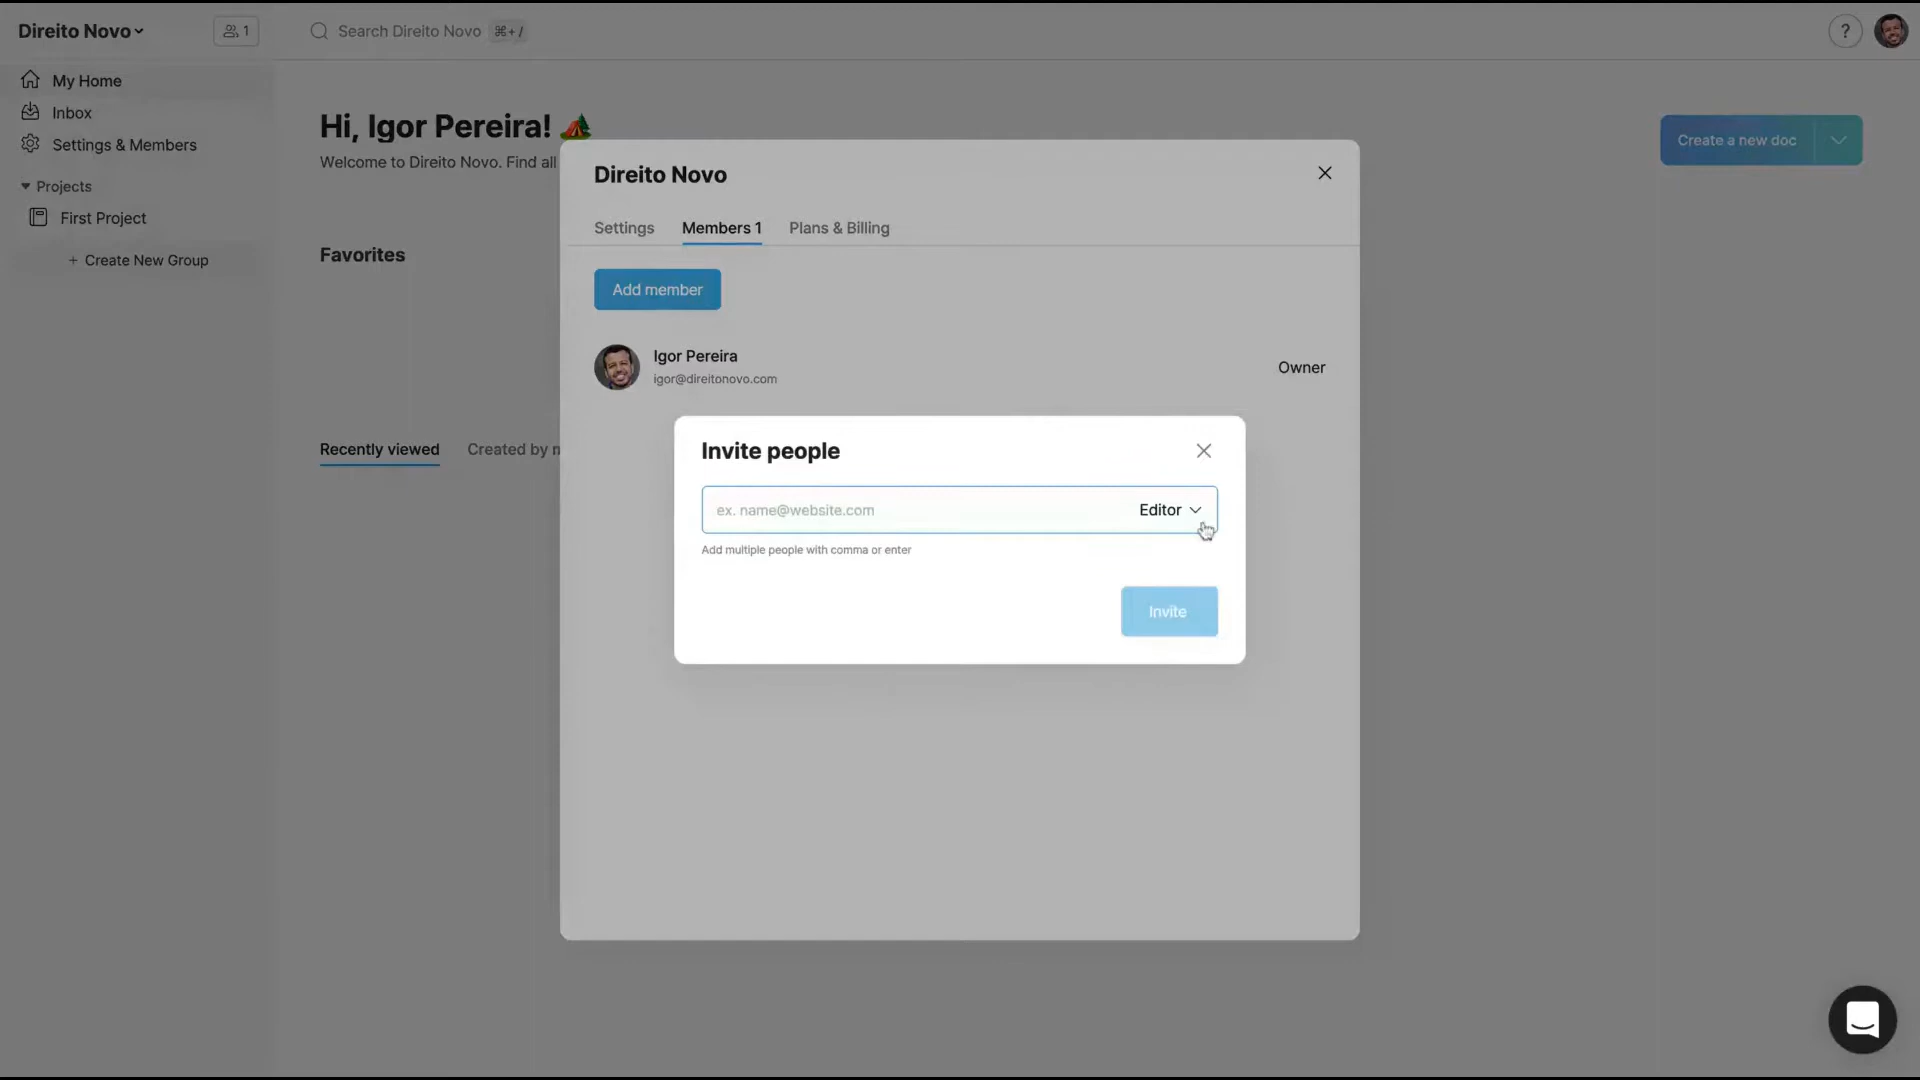 Direito Novo
1
Search Direito Novo ⌘+ /
?
My Home
Inbox
Settings & Members
Projects
First Project
+ Create New Group
Hi, Igor Pereira! 🏕️
Welcome to Direito Novo. Find all
Create a new doc
Favorites
Recently viewed
Created by
Direito Novo
Settings
Members 1
Plans & Billing
Add member
Igor Pereira
igor@direitonovo.com
Owner
Invite people
ex. name@website.com
Editor
Add multiple people with comma or enter
Invite